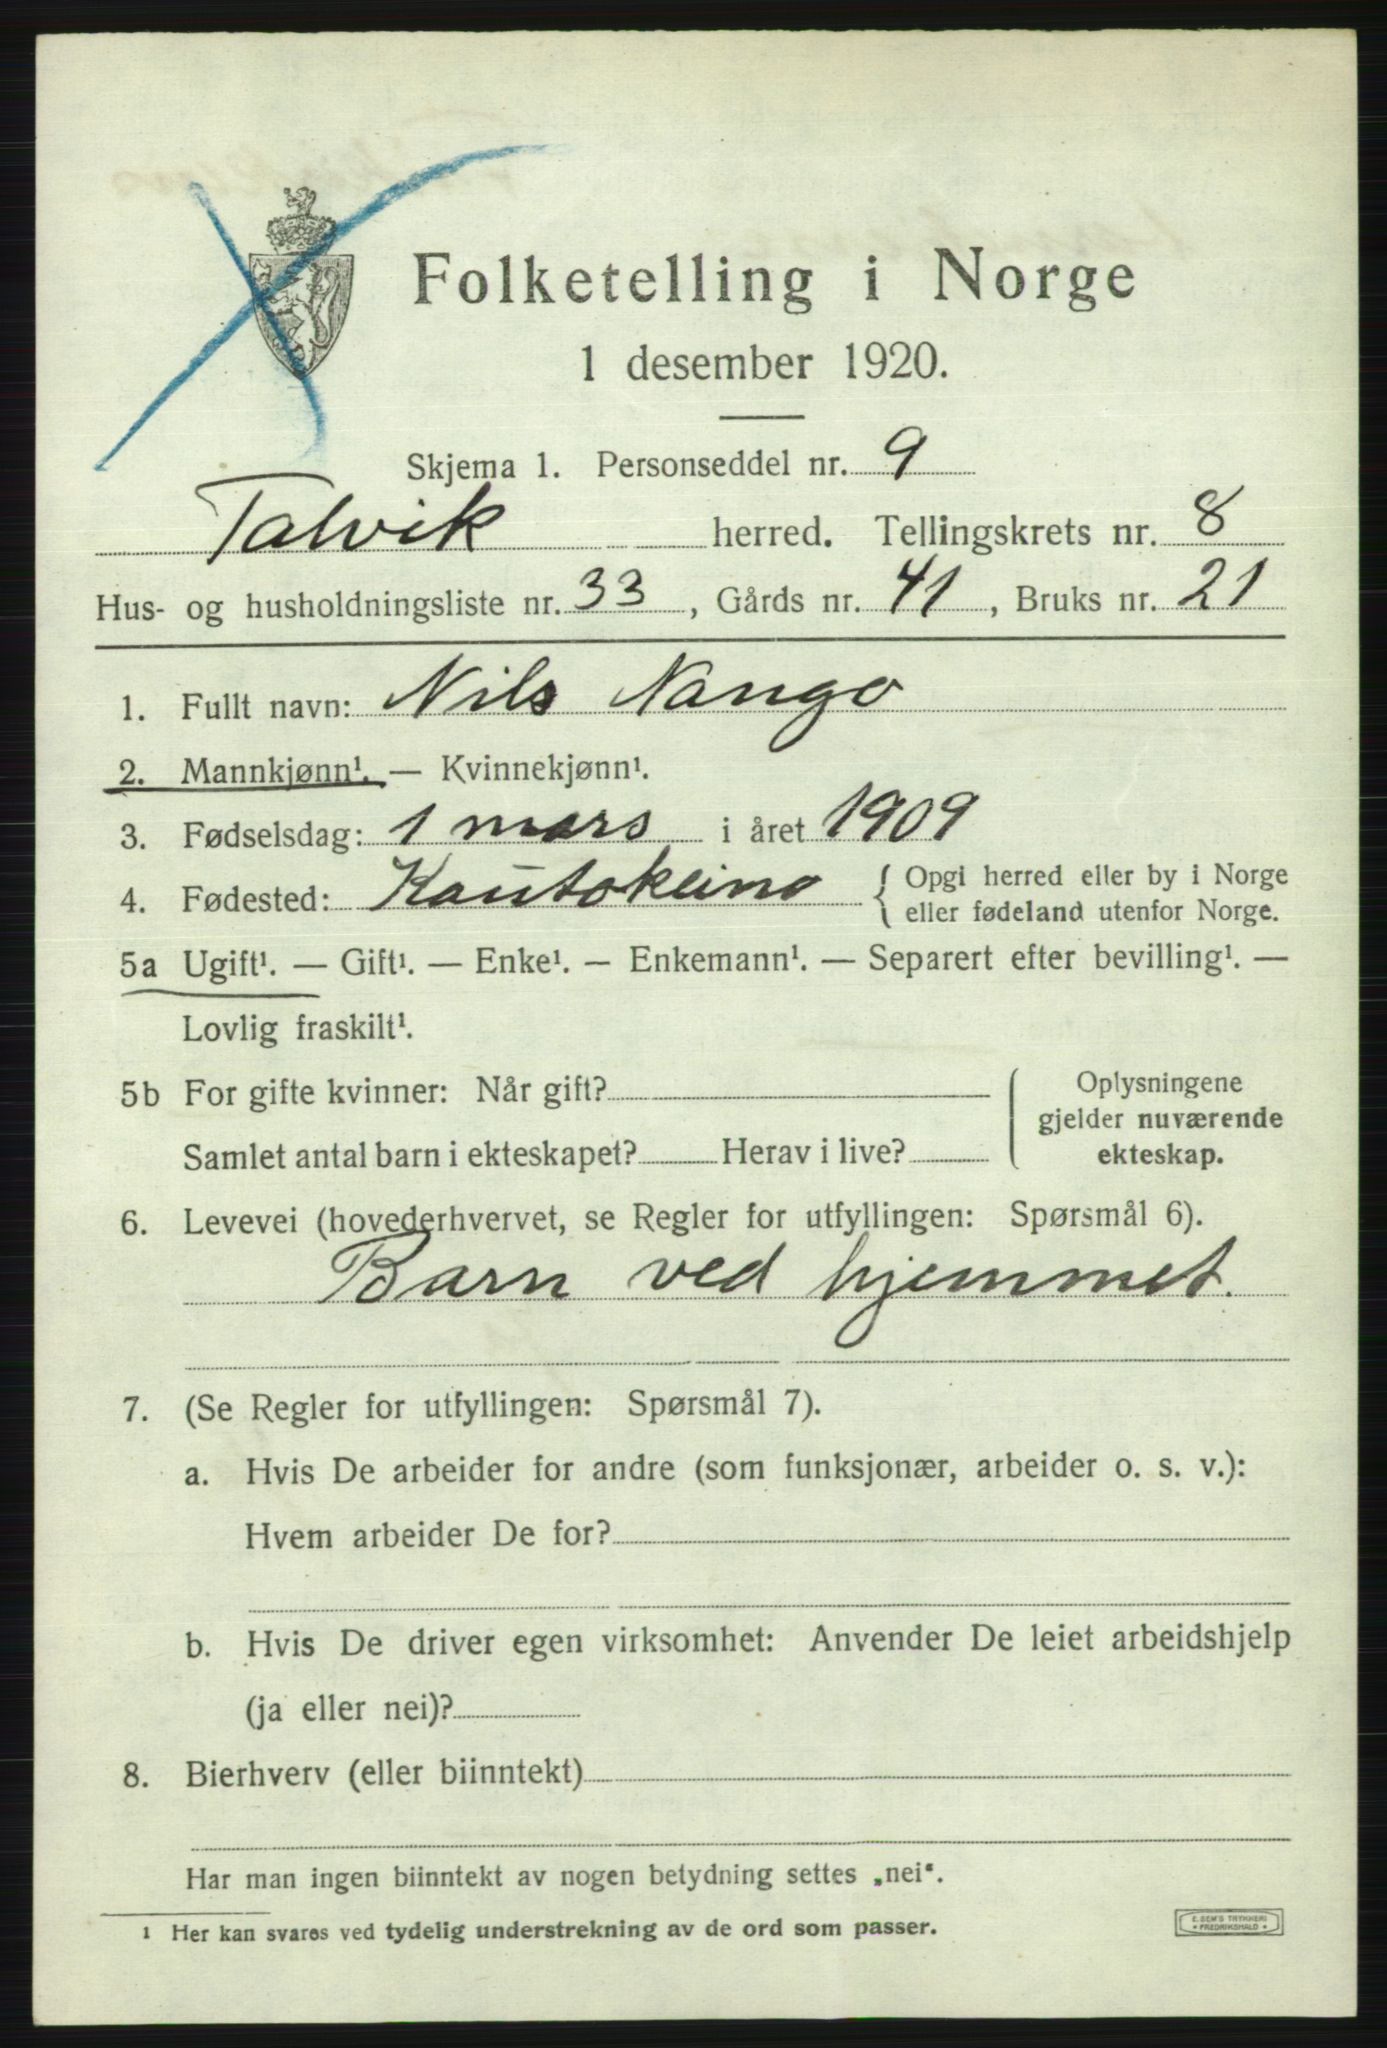 Folketelling i Norge
1 desember 1920.
Skjema 1. Personseddel nr. 9
Talvik herred. Tellingskrets nr. 8
Hus- og husholdningsliste nr. 33, Gårds nr. 41, Bruks nr. 21
1. Fullt navn: Nils Nango
2. Mannkjønn¹. — Kvinnekjønn¹.
3. Fødselsdag: 1 mars i året 1909
4. Fødested: Kautokeino { Opgi herred eller by i Norge
eller fødeland utenfor Norge.
5a Ugift¹. — Gift¹. — Enke¹. — Enkemann¹. — Separert efter bevilling¹. —
Lovlig fraskilt¹.
5b For gifte kvinner: Når gift?
Samlet antal barn i ekteskapet? Herav i live?
Oplysningene
gjelder nuværende
ekteskap.
6. Levevei (hovederhvervet, se Regler for utfyllingen: Spørsmål 6).
Barn ved hjemmet.
7. (Se Regler for utfyllingen: Spørsmål 7).
a. Hvis De arbeider for andre (som funksjonær, arbeider o. s. v.):
Hvem arbeider De for?
b. Hvis De driver egen virksomhet: Anvender De leiet arbeidshjelp
(ja eller nei)?
8. Bierhverv (eller biinntekt)
Har man ingen biinntekt av nogen betydning settes „nei“.
¹ Her kan svares ved tydelig understrekning av de ord som passer.
E. SEM'S TRYKKERI
• FREDRIKSHALD •